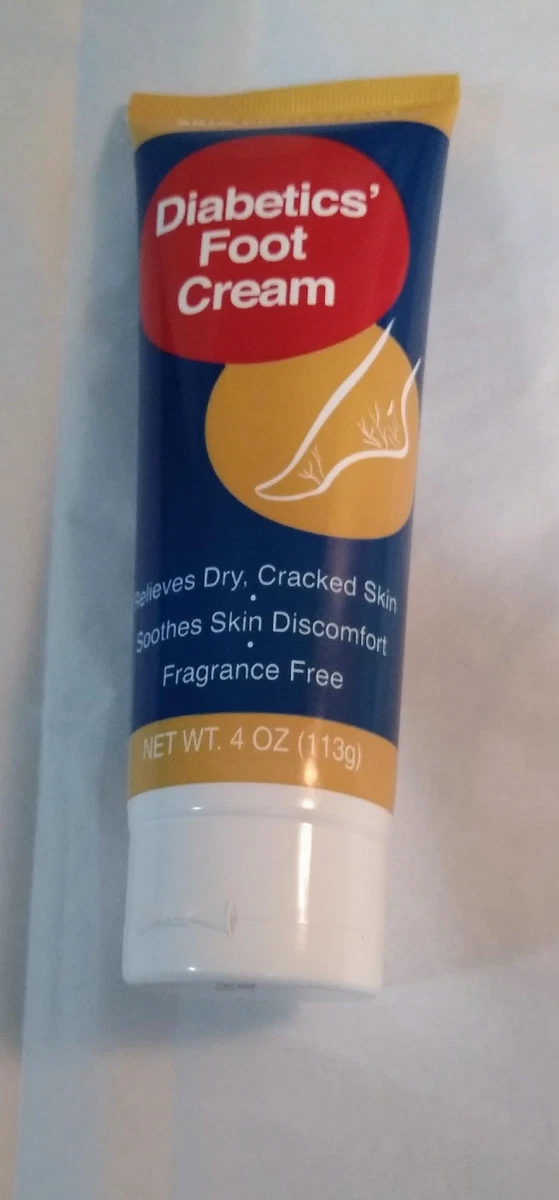 Diabetics'
Foot
Cream
Relieves Dry, Cracked Skin
•
Soothes Skin Discomfort
•
Fragrance Free
NET WT. 4 OZ (113g)